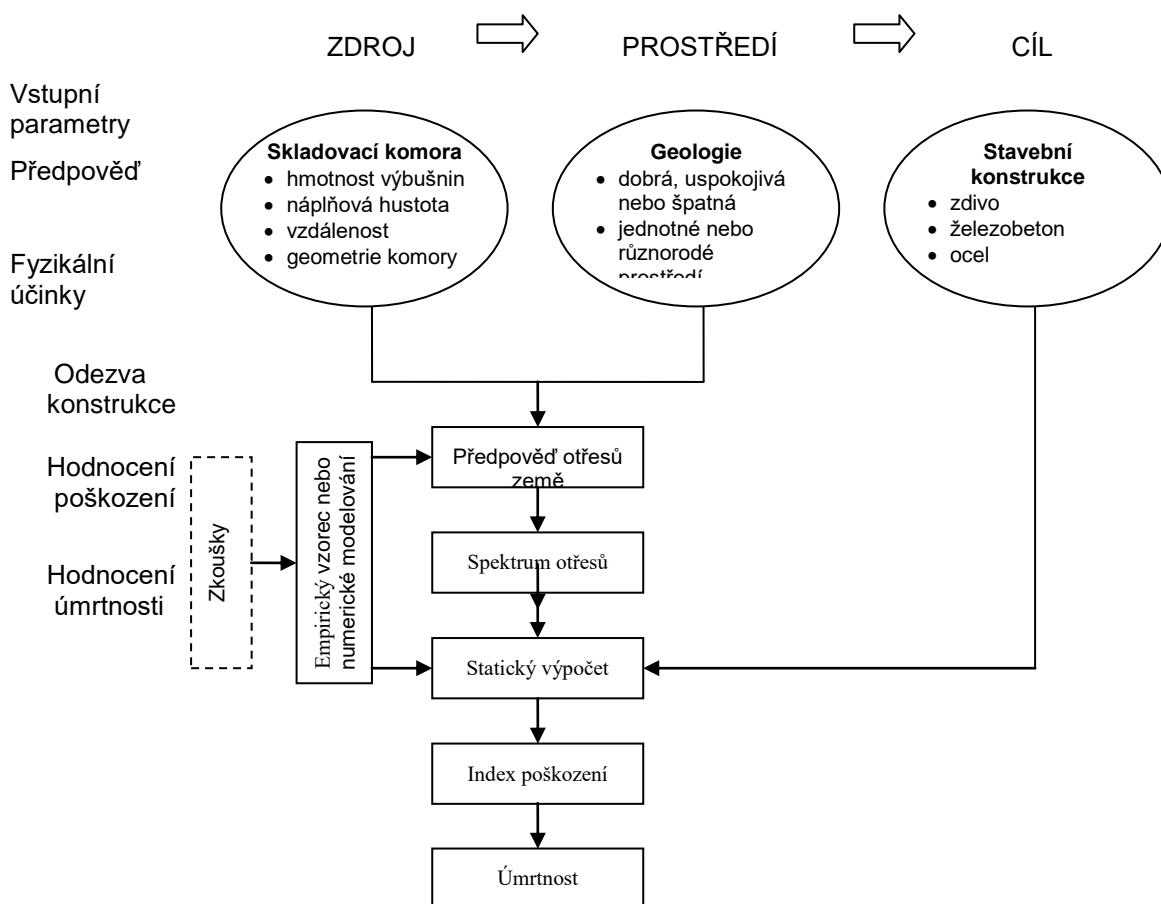 ZDROJ
PROSTŘEDÍ
CÍL
Vstupní
parametry
Předpověď
Fyzikální
účinky
Skladovací komora
• hmotnost výbušnin
• náplňová hustota
• vzdálenost
• geometrie komory
Geologie
• dobrá, uspokojivá
nebo špatná
• jednotné nebo
různorodé
prostředí
Stavební
konstrukce
• zdivo
• železobeton
• ocel
Odezva
konstrukce
Hodnocení
poškození
Hodnocení
úmrtnosti
Zkoušky
Empirický vzorec nebo
numerické modelování
Předpověď otřesů
země
Spektrum otřesů
Statický výpočet
Index poškození
Úmrtnost